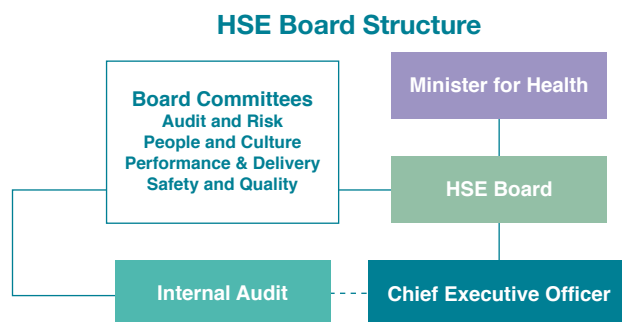 HSE Board Structure
Board Committees
Audit and Risk
People and Culture
Performance & Delivery
Safety and Quality
Minister for Health
HSE Board
Internal Audit
Chief Executive Officer